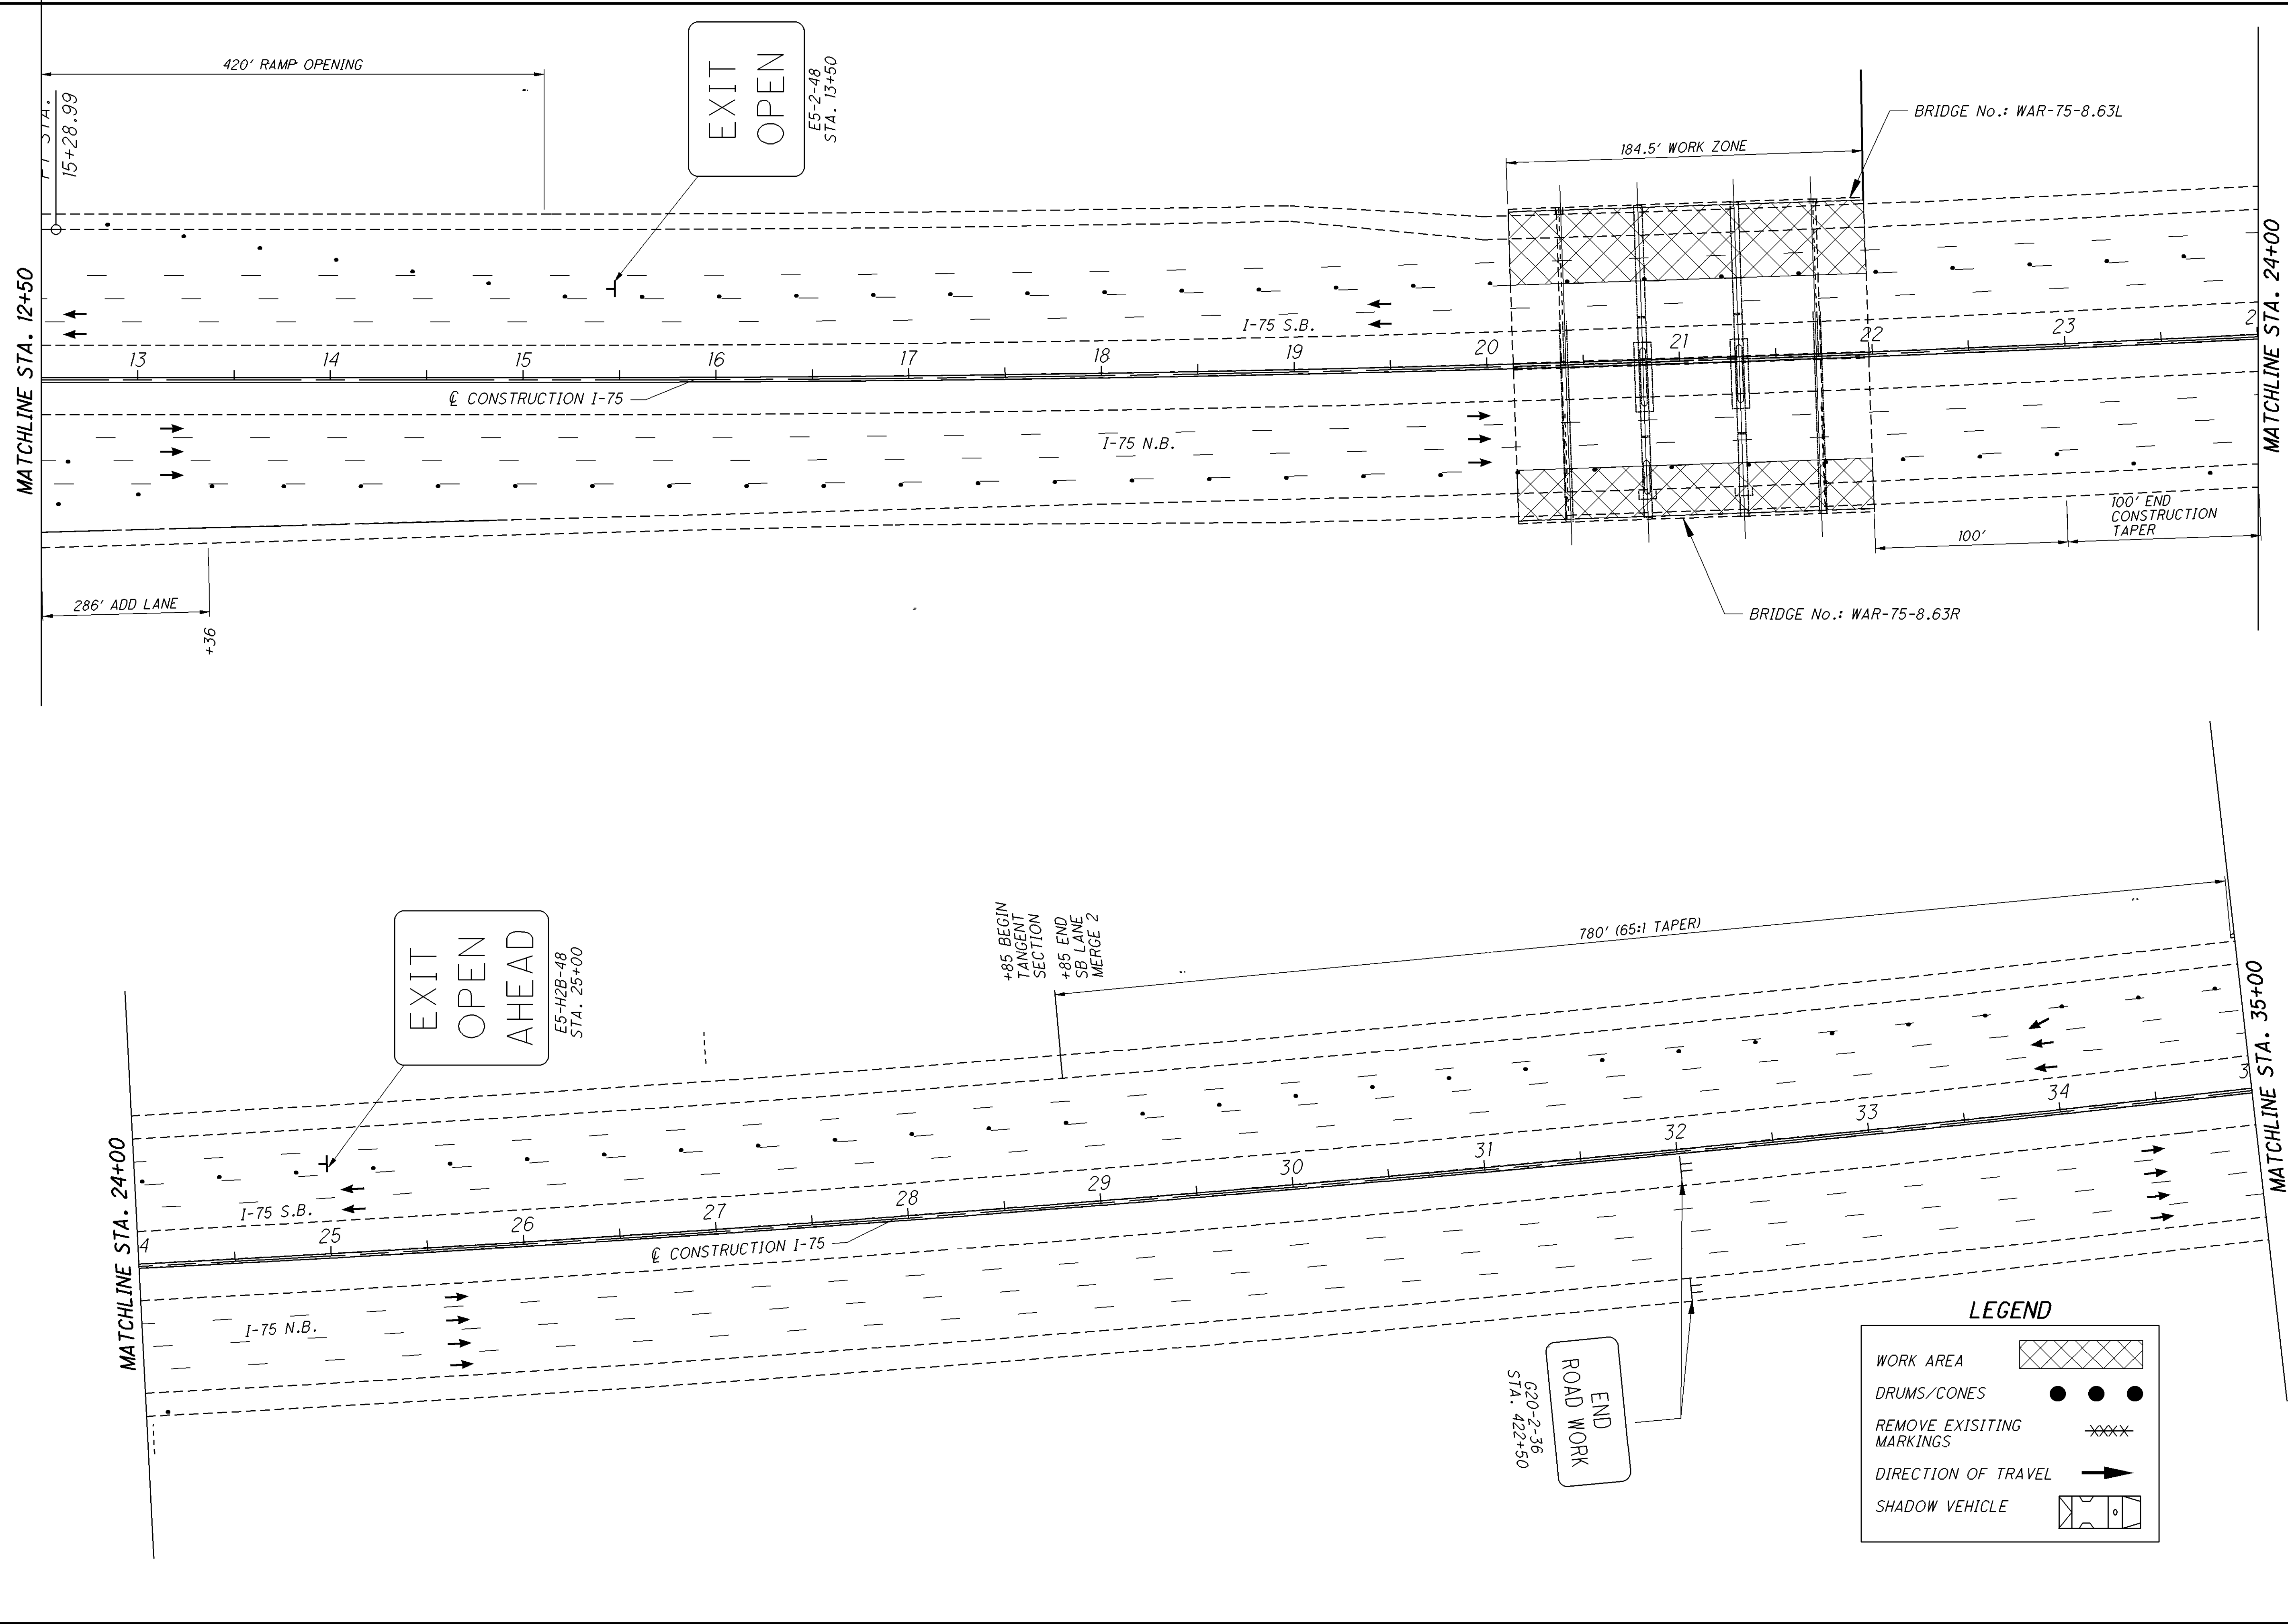 420' RAMP OPENING
PT STA.
15+28.99
EXIT
OPEN
E5-2-48
STA. 13+50
184.5' WORK ZONE
BRIDGE No.: WAR-75-8.63L
MATCHLINE STA. 12+50
MATCHLINE STA. 24+00
I-75 S.B.
13 14 15 16 17 18 19 20 21 22 23 2
℄ CONSTRUCTION I-75
I-75 N.B.
100' END
CONSTRUCTION
TAPER
100'
286' ADD LANE
+36
BRIDGE No.: WAR-75-8.63R
EXIT
OPEN
AHEAD
E5-H2B-48
STA. 25+00
+85 BEGIN
TANGENT
SECTION
+85 END
SB LANE
MERGE 2
780' (65:1 TAPER)
MATCHLINE STA. 24+00
MATCHLINE STA. 35+00
I-75 S.B.
4 25 26 27 28 29 30 31 32 33 34 3
℄ CONSTRUCTION I-75
I-75 N.B.
END
ROAD WORK
G20-2-36
STA. 422+50
LEGEND
WORK AREA
DRUMS/CONES
REMOVE EXISITING
MARKINGS
DIRECTION OF TRAVEL
SHADOW VEHICLE